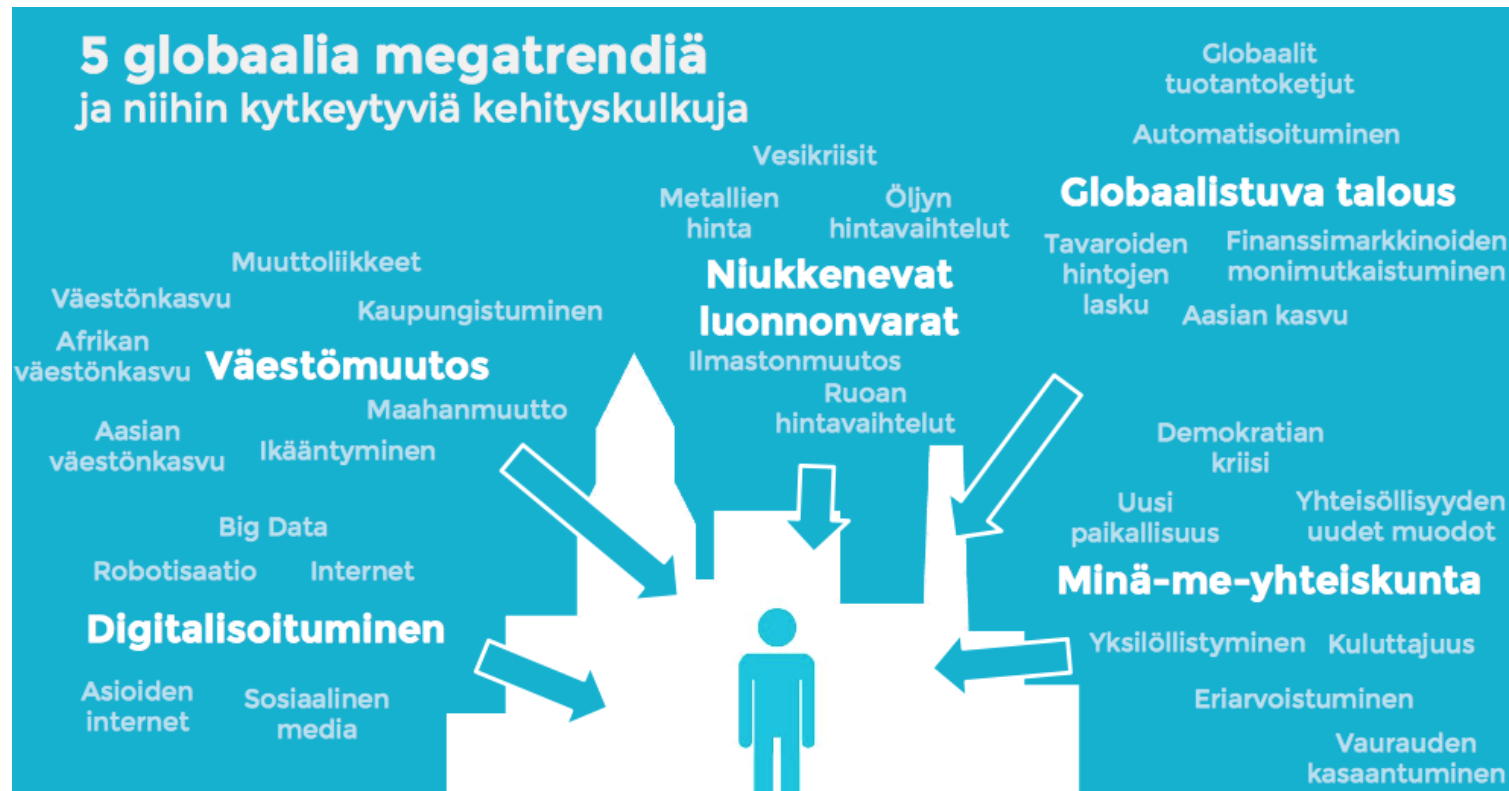 5 globaalia megatrendiä
ja niihin kytkeytyviä kehityskulkuja
Muuttoliikkeet
Väestönkasvu
Kaupungistuminen
Afrikan
väestönkasvu
Väestömuutos
Maahanmuutto
Aasian
väestönkasvu
Ikääntyminen
Big Data
Robotisaatio
Internet
Digitalisoituminen
Asioiden
internet
Sosiaalinen
media
Vesikriisit
Metallien
hinta
Öljyn
hintavaihtelut
Niukkenevat
luonnonvarat
Ilmastonmuutos
Ruoan
hintavaihtelut
Globaalit
tuotantoketjut
Automatisoituminen
Globaalistuva talous
Tavaroiden
hintojen
lasku
Finanssimarkkinoiden
monimutkaistuminen
Aasian kasvu
Demokratian
kriisi
Uusi
paikallisuus
Yhteisöllisyyden
uudet muodot
Minä-me-yhteiskunta
Yksilöllistyminen
Kuluttajuus
Eriarvoistuminen
Vaurauden
kasaantuminen